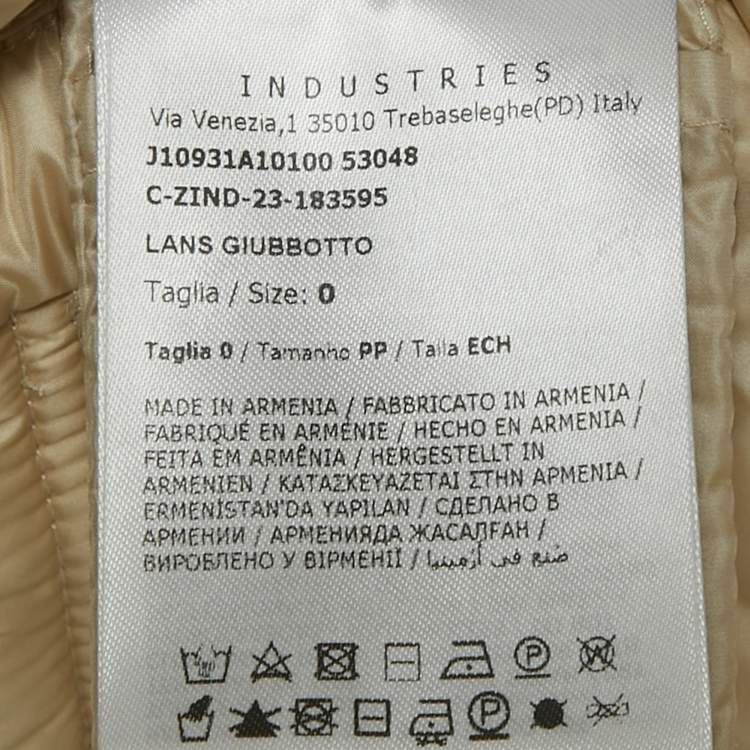 INDUSTRIES
Via Venezia,1 35010 Trebaseleghe(PD) Italy
J10931A10100 53048
C-ZIND-23-183595
LANS GIUBBOTTO
Taglia / Size: 0
Taglia 0 / Tamanho PP / Talla ECH
MADE IN ARMENIA / FABBRICATO IN ARMENIA /
FABRIQUÉ EN ARMÉNIE / HECHO EN ARMENIA /
FEITA EM ARMÊNIA / HERGESTELLT IN
ARMENIEN / ΚΑΤΑΣΚΕΥΑΖΕΤΑΙ ΣΤΗΝ ΑΡΜΕΝΙΑ /
ERMENİSTAN'DA YAPILAN / СДЕЛАНО В
АРМЕНИИ / АРМЕНИЯДА ЖАСАЛҒАН /
ВИРОБЛЕНО У ВІРМЕНІЇ / صنع في أرمينيا
P W
P